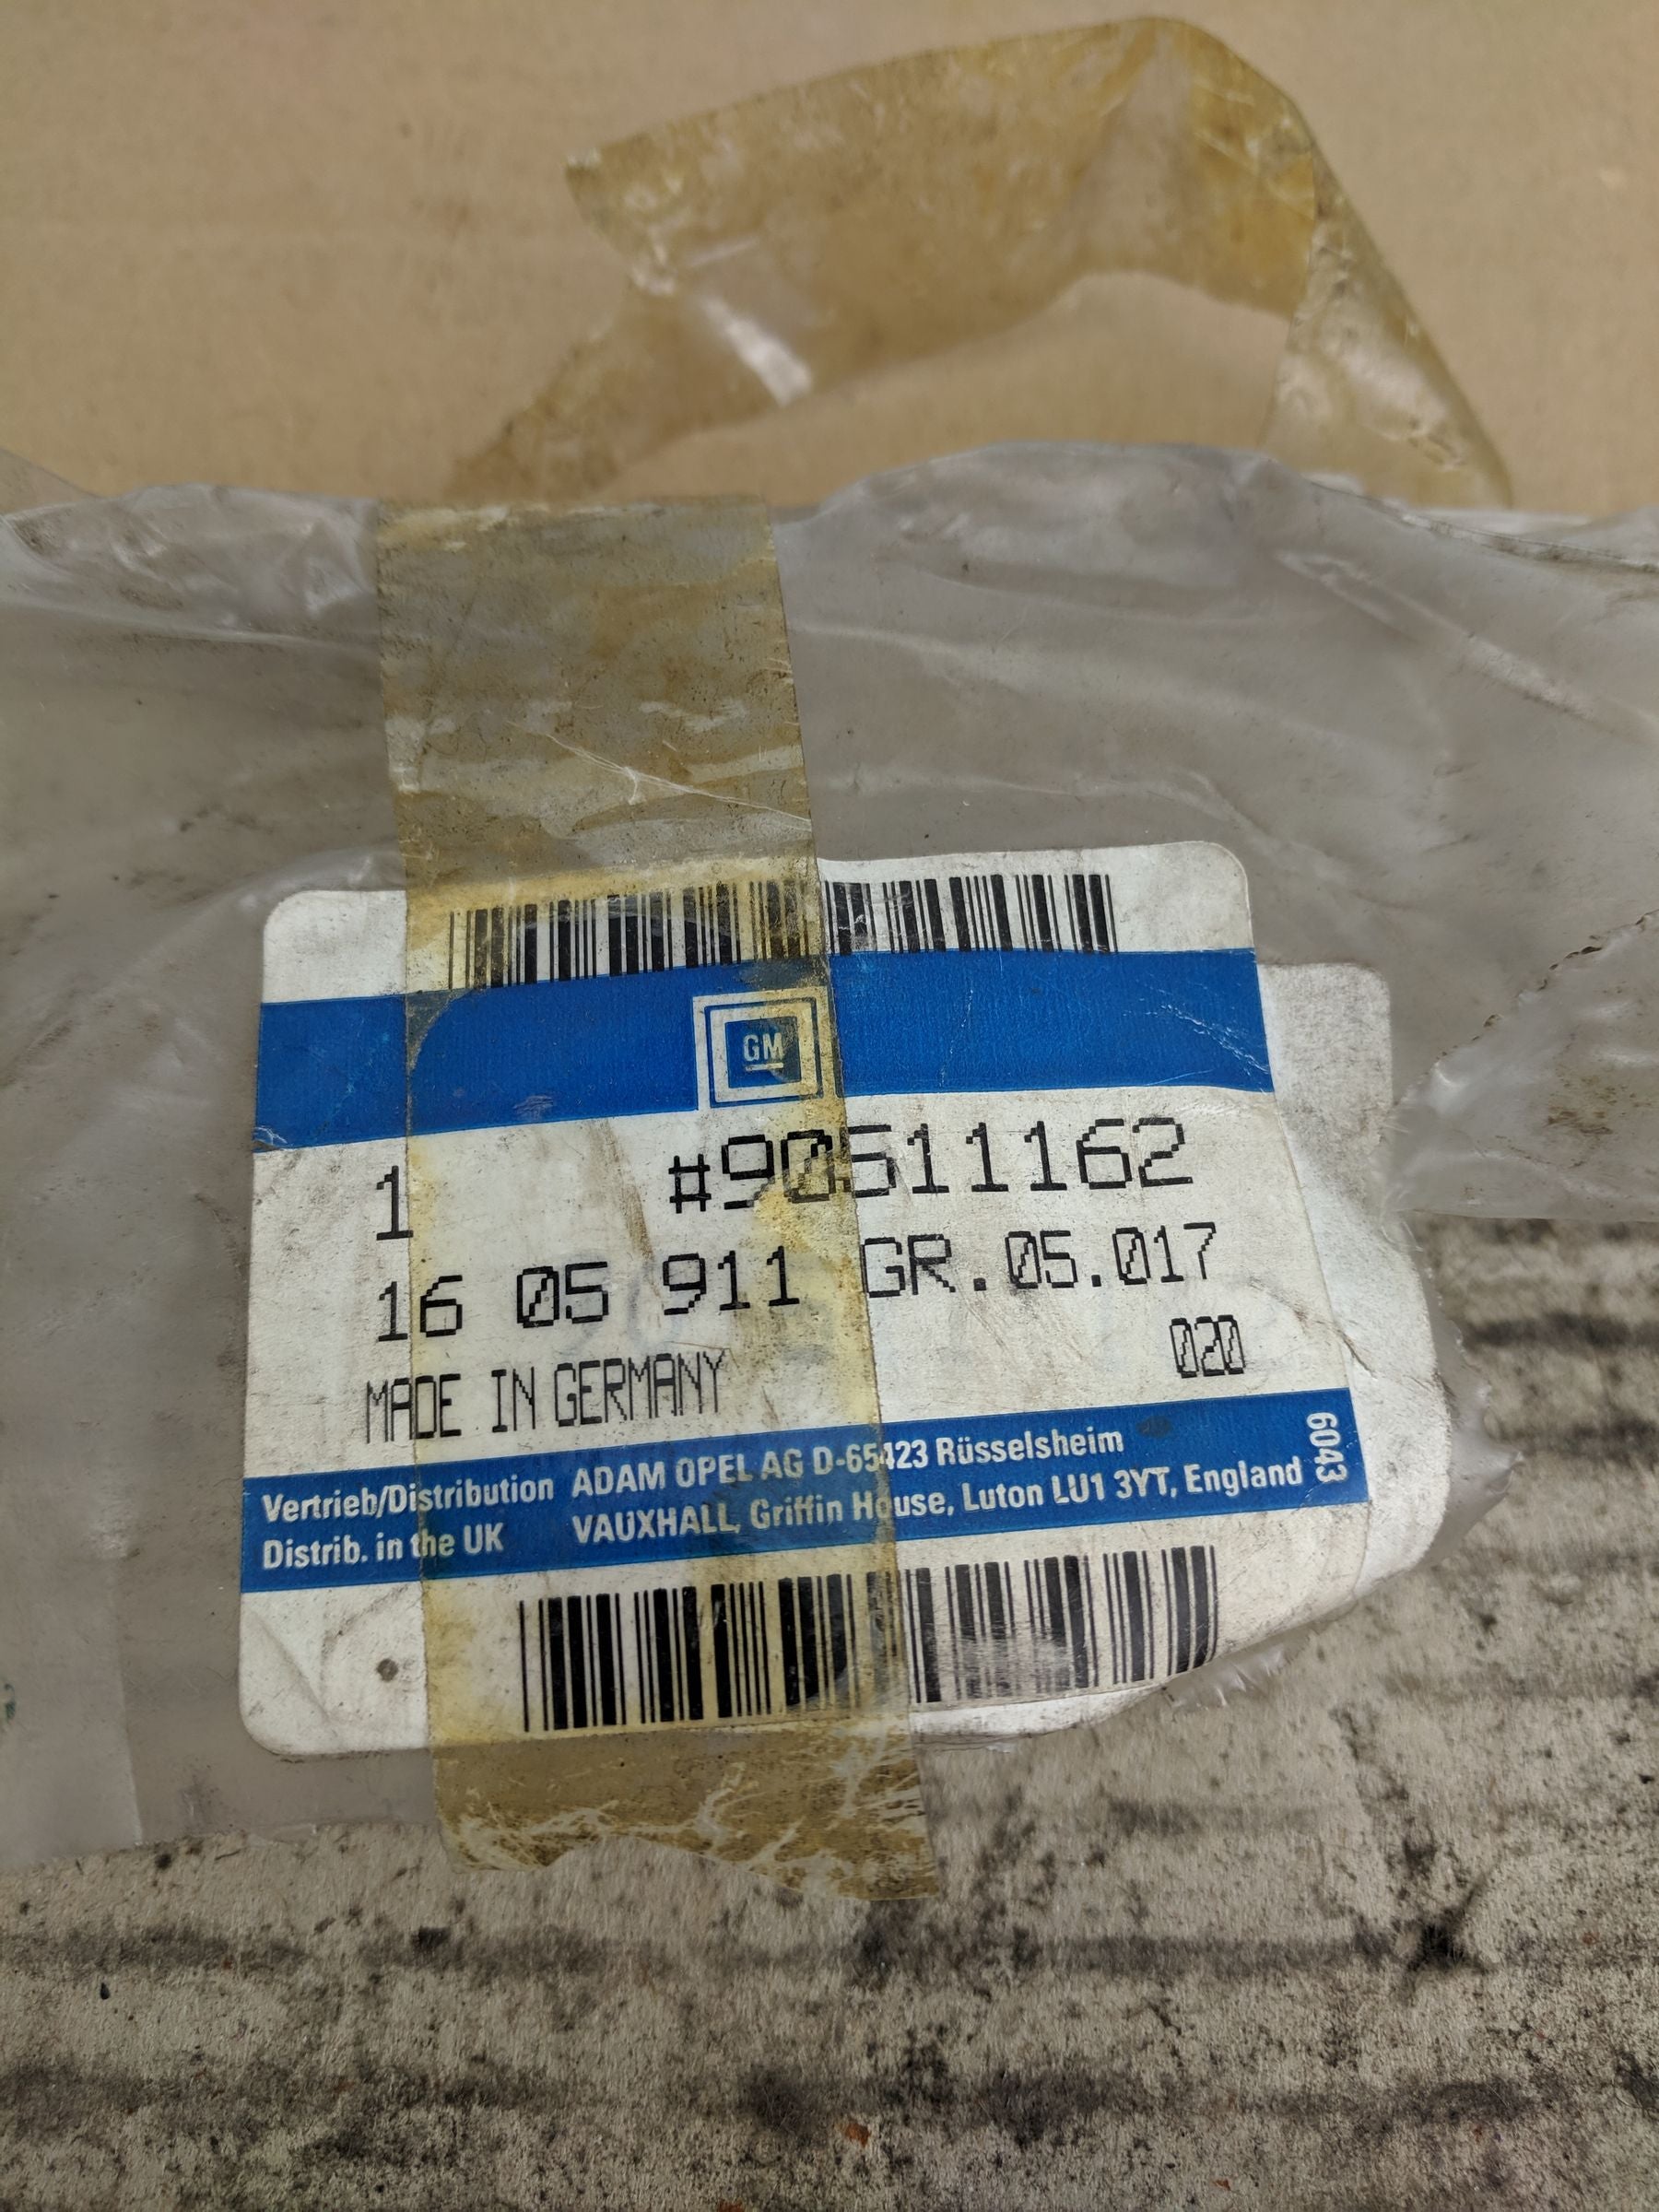 GM
1 #90511162
16 05 911 GR.05.017
020
MADE IN GERMANY
Vertrieb/Distribution ADAM OPEL AG D-65423 Rüsselsheim
Distrib. in the UK VAUXHALL, Griffin House, Luton LU1 3YT, England
6043